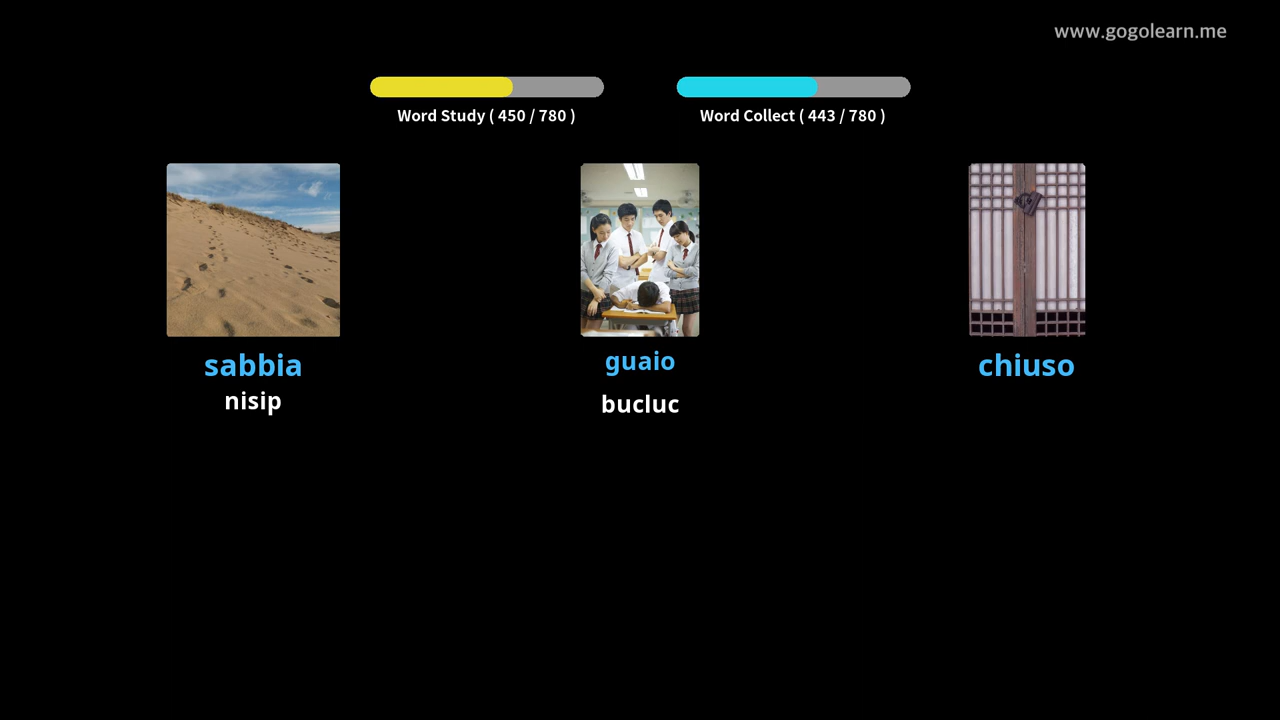 www.gogolearn.me
Word Study ( 450 / 780 )
Word Collect ( 443 / 780 )
sabbia
nisip
guaio
bucluc
chiuso